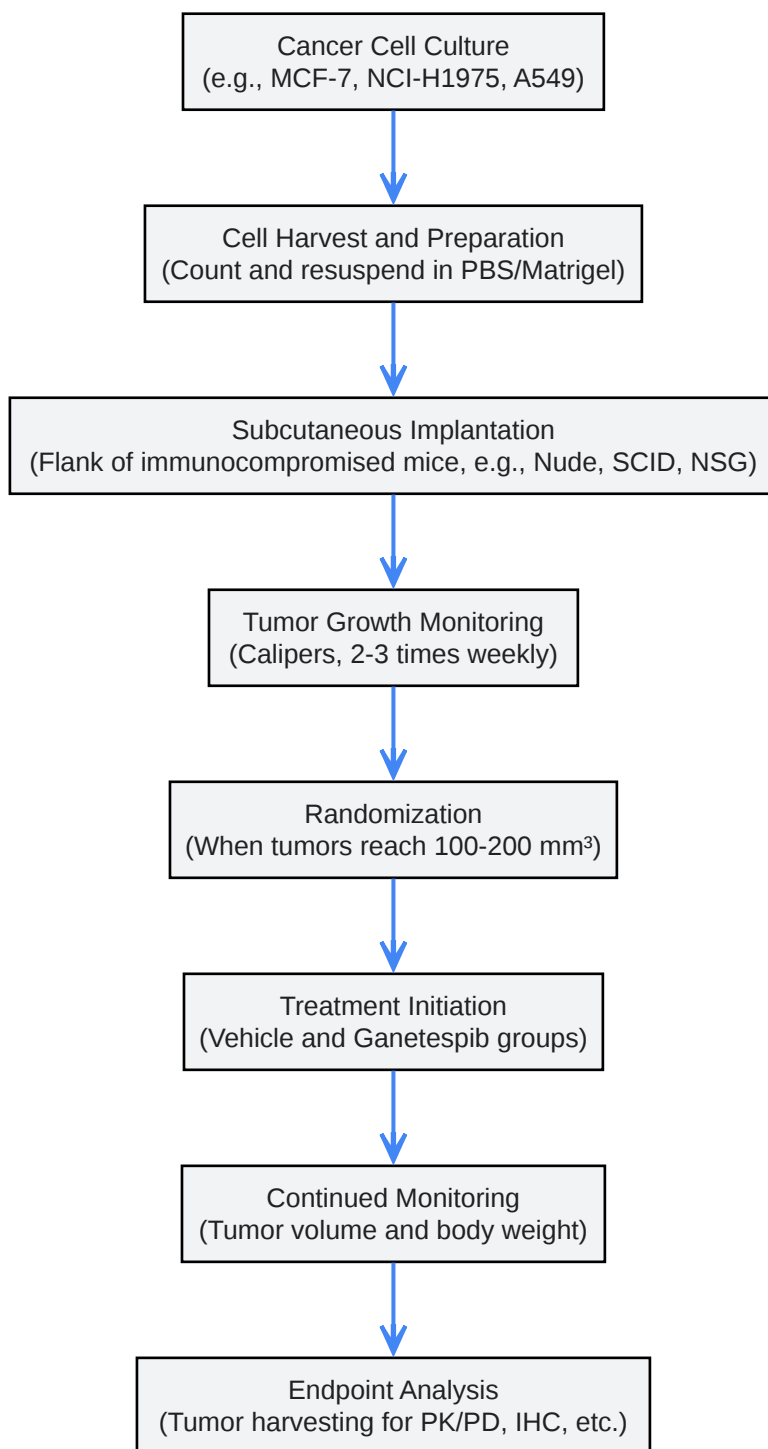 Cancer Cell Culture
(e.g., MCF-7, NCI-H1975, A549)
Cell Harvest and Preparation
(Count and resuspend in PBS/Matrigel)
Subcutaneous Implantation
(Flank of immunocompromised mice, e.g., Nude, SCID, NSG)
Tumor Growth Monitoring
(Calipers, 2-3 times weekly)
Randomization
(When tumors reach 100-200 mm³)
Treatment Initiation
(Vehicle and Ganetespib groups)
Continued Monitoring
(Tumor volume and body weight)
Endpoint Analysis
(Tumor harvesting for PK/PD, IHC, etc.)